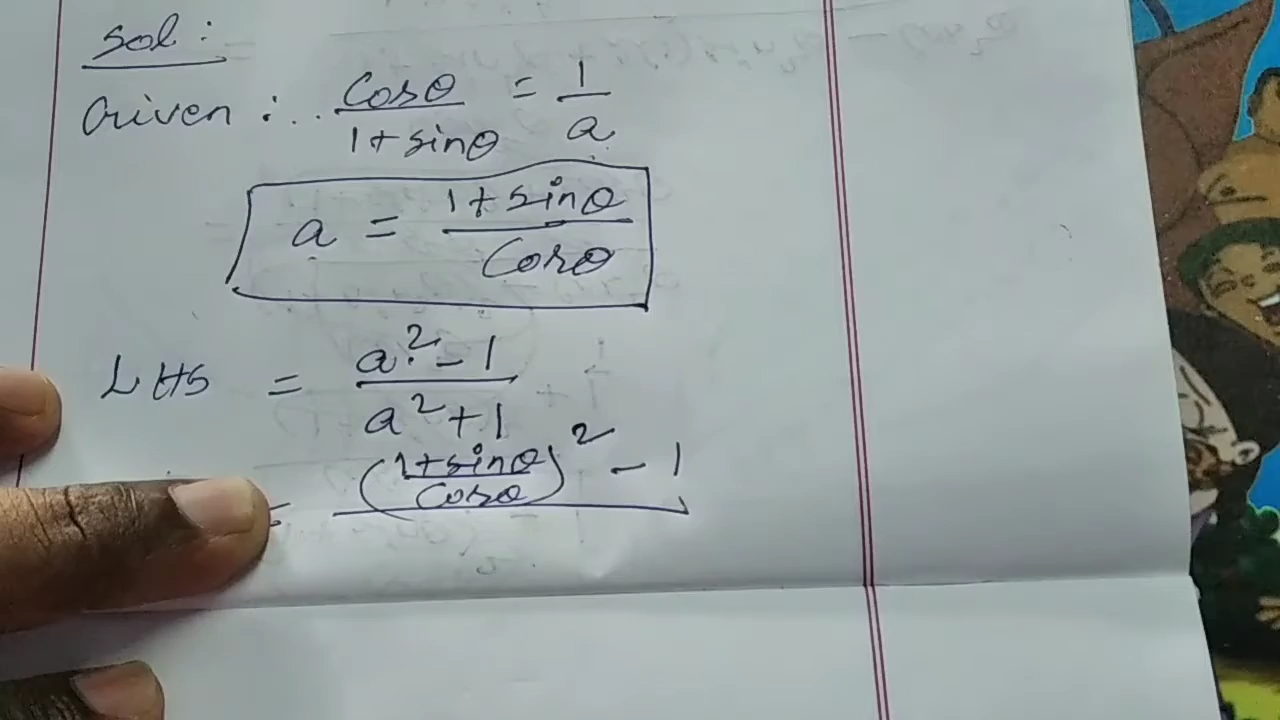 Sol:
Given :. cosθ/1+sinθ = 1/a
a = 1+sinθ/cosθ
LHS = a²-1/a²+1
= (1+sinθ/cosθ)² - 1